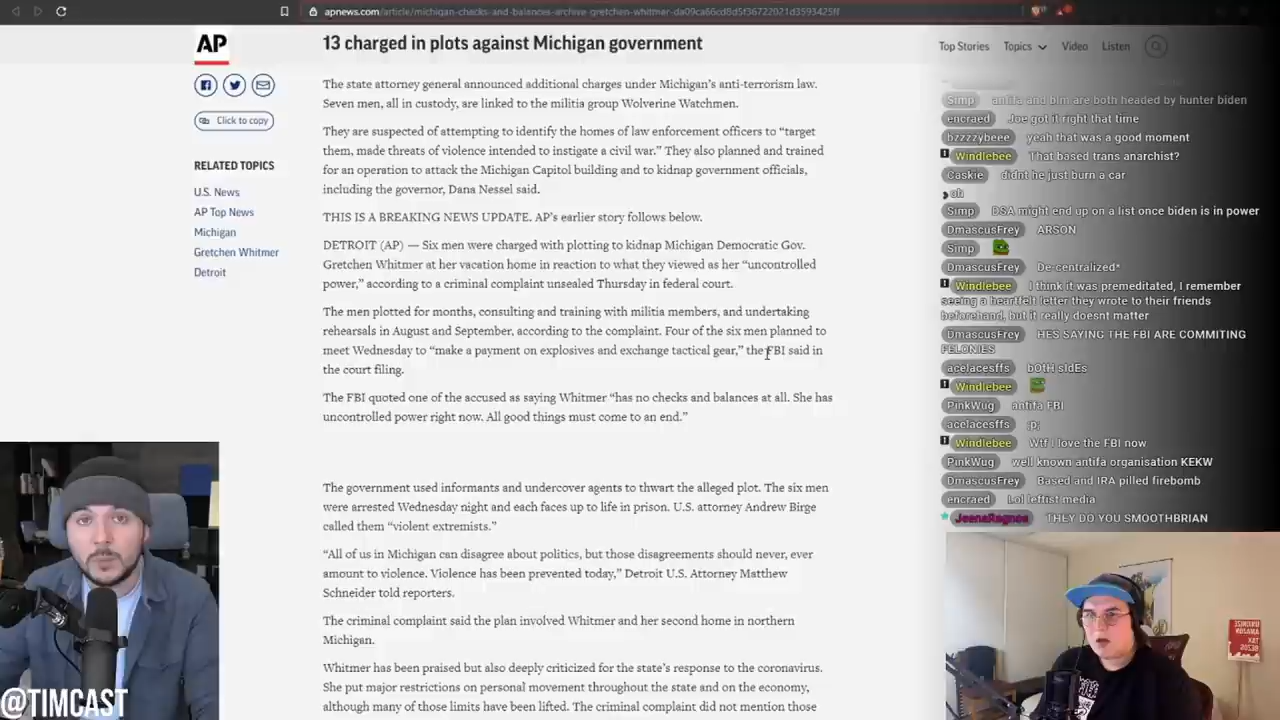 apnews.com/article/michigan-checks-and-balances-archive-gretchen-whitmer-da09ca66cd8d5f36722021d3593425ff
AP
13 charged in plots against Michigan government
Top Stories Topics Video Listen
Click to copy
RELATED TOPICS
U.S. News
AP Top News
Michigan
Gretchen Whitmer
Detroit
The state attorney general announced additional charges under Michigan's anti-terrorism law.
Seven men, all in custody, are linked to the militia group Wolverine Watchmen.
They are suspected of attempting to identify the homes of law enforcement officers to “target
them, made threats of violence intended to instigate a civil war.” They also planned and trained
for an operation to attack the Michigan Capitol building and to kidnap government officials,
including the governor, Dana Nessel said.
THIS IS A BREAKING NEWS UPDATE. AP's earlier story follows below.
DETROIT (AP) — Six men were charged with plotting to kidnap Michigan Democratic Gov.
Gretchen Whitmer at her vacation home in reaction to what they viewed as her “uncontrolled
power,” according to a criminal complaint unsealed Thursday in federal court.
The men plotted for months, consulting and training with militia members, and undertaking
rehearsals in August and September, according to the complaint. Four of the six men planned to
meet Wednesday to “make a payment on explosives and exchange tactical gear,” the FBI said in
the court filing.
The FBI quoted one of the accused as saying Whitmer “has no checks and balances at all. She has
uncontrolled power right now. All good things must come to an end.”
The government used informants and undercover agents to thwart the alleged plot. The six men
were arrested Wednesday night and each faces up to life in prison. U.S. attorney Andrew Birge
called them “violent extremists.”
“All of us in Michigan can disagree about politics, but those disagreements should never, ever
amount to violence. Violence has been prevented today,” Detroit U.S. Attorney Matthew
Schneider told reporters.
The criminal complaint said the plan involved Whitmer and her second home in northern
Michigan.
Whitmer has been praised but also deeply criticized for the state's response to the coronavirus.
She put major restrictions on personal movement throughout the state and on the economy,
although many of those limits have been lifted. The criminal complaint did not mention those
Simp antifa and blm are both headed by hunter biden
encraed Joe got it right that time
bzzzzybeee yeah that was a good moment
Windlebee That based trans anarchist?
Caskie didnt he just burn a car
oh
Simp DSA might end up on a list once biden is in power
DmascusFrey ARSON
Simp
DmascusFrey De-centralized*
Windlebee I think it was premeditated, I remember
seeing a heartfelt letter they wrote to their friends
beforehand, but it really doesnt matter
DmascusFrey HES SAYING THE FBI ARE COMMITING
FELONIES
acelacesffs bOtH sIdEs
Windlebee
PinkWug antifa FBI
acelacesffs ;p;
Windlebee Wtf I love the FBI now
PinkWug well known antifa organisation KEKW
DmascusFrey Based and IRA pilled firebomb
encraed Lol leftist media
JeenaRagnee THEY DO YOU SMOOTHBRIAN
@TIMCAST